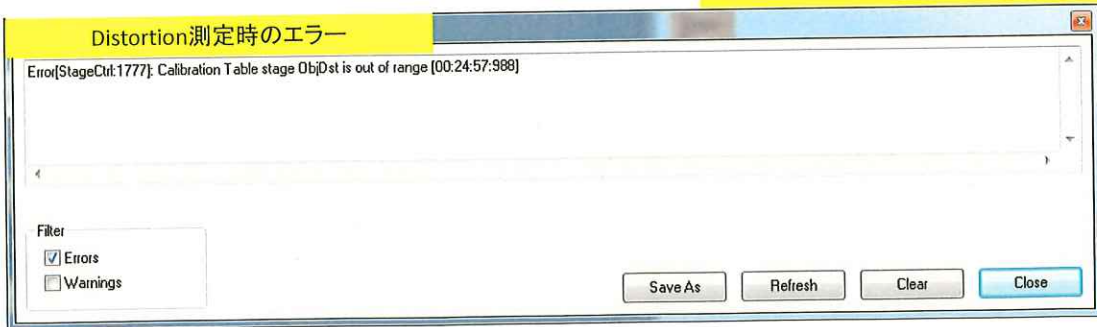 Distortion測定時のエラー
Error[StageCtrl:1777]: Calibration Table stage ObjDst is out of range [00:24:57:988]
Filter
Errors
Warnings
Save As
Refresh
Clear
Close